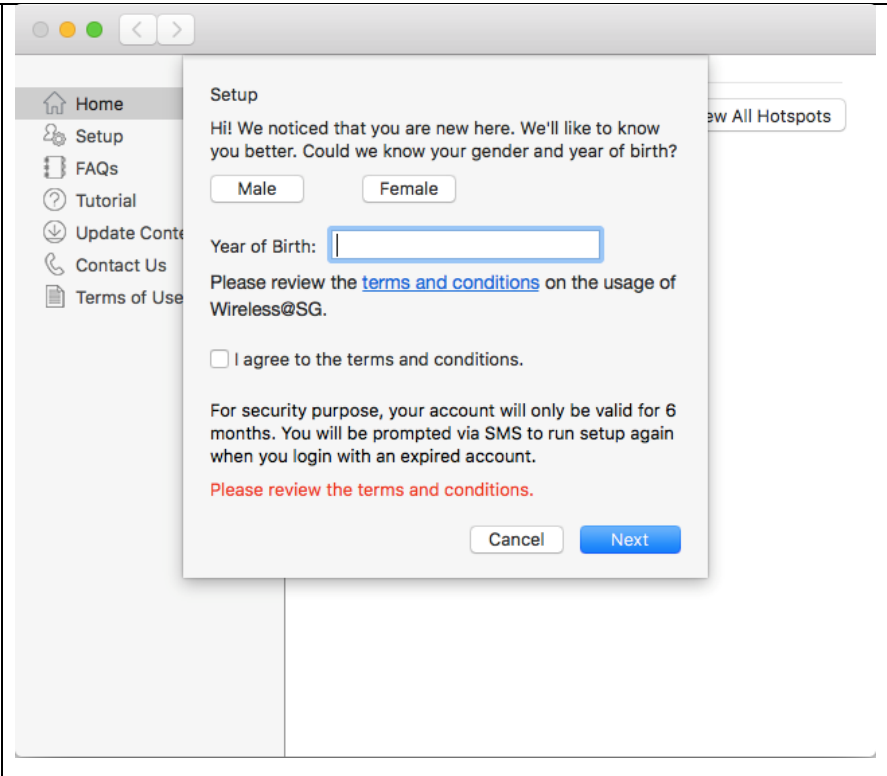 Home
Setup
FAQs
Tutorial
Update Conte
Contact Us
Terms of Use
ew All Hotspots
Setup
Hi! We noticed that you are new here. We'll like to know
you better. Could we know your gender and year of birth?
Male Female
Year of Birth:
Please review the terms and conditions on the usage of
Wireless@SG.
I agree to the terms and conditions.
For security purpose, your account will only be valid for 6
months. You will be prompted via SMS to run setup again
when you login with an expired account.
Please review the terms and conditions.
Cancel Next